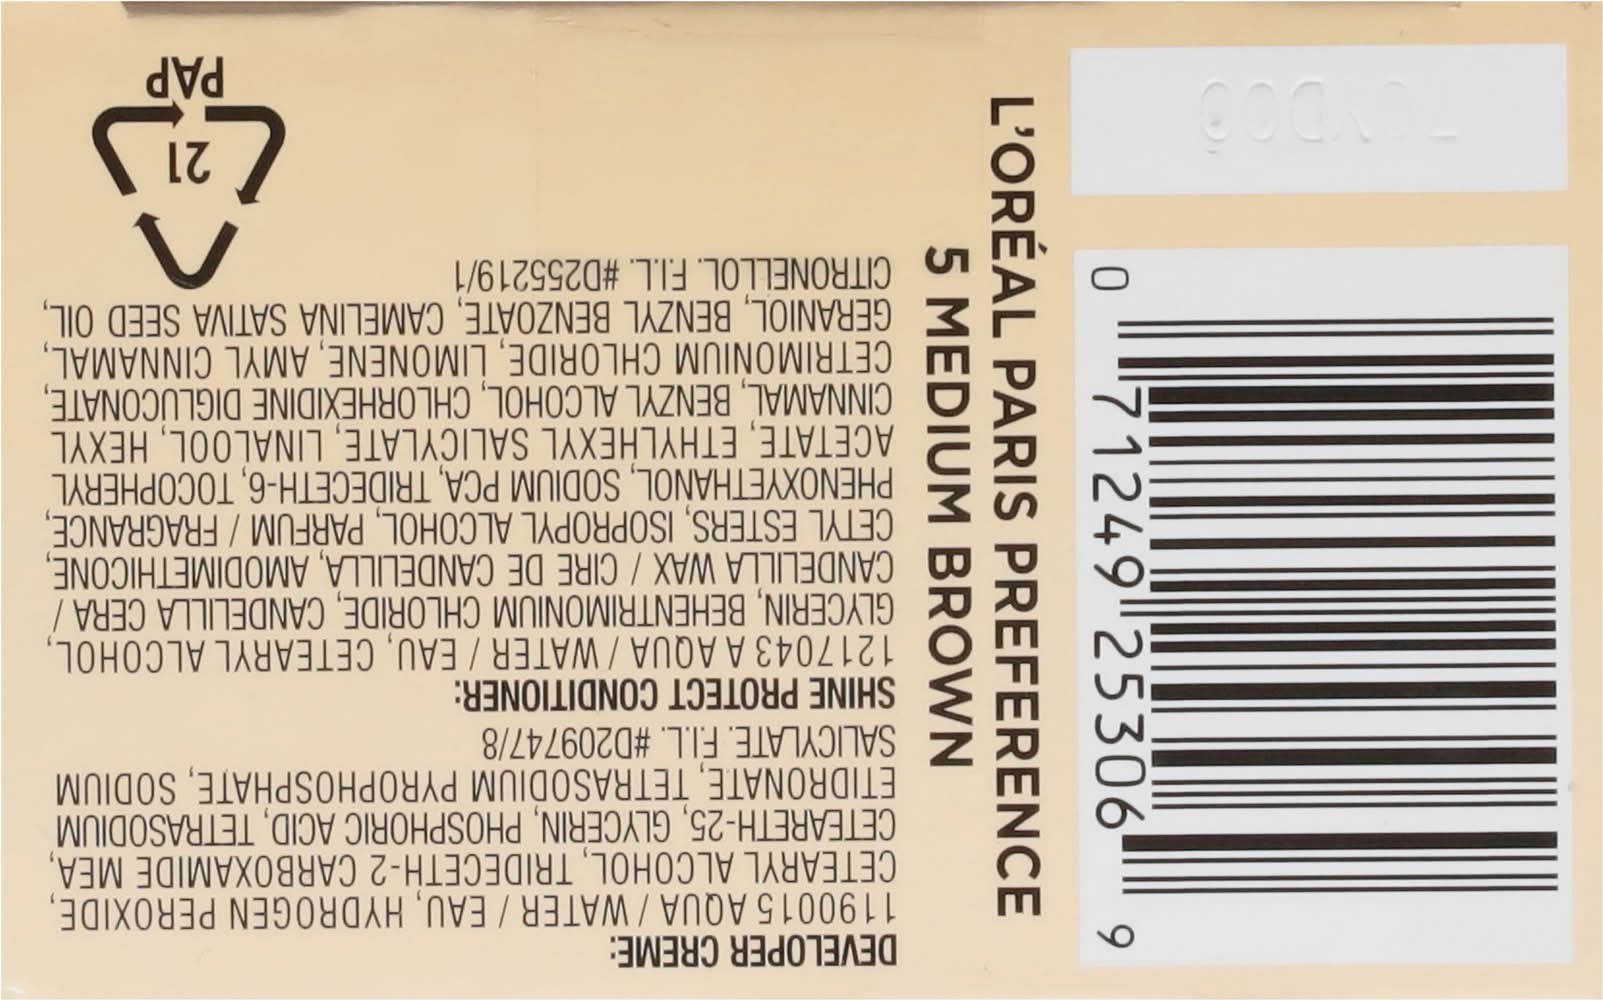 DEVELOPER CREME:
1190015 AQUA / WATER / EAU, HYDROGEN PEROXIDE,
CETEARYL ALCOHOL, TRIDECETH-2 CARBOXAMIDE MEA,
CETEARETH-25, GLYCERIN, PHOSPHORIC ACID, TETRASODIUM
ETIDRONATE, TETRASODIUM PYROPHOSPHATE, SODIUM
SALICYLATE. F.I.L. #D209747/8
SHINE PROTECT CONDITIONER:
1217043 A AQUA / WATER / EAU, CETEARYL ALCOHOL,
GLYCERIN, BEHENTRIMONIUM CHLORIDE, CANDELILLA CERA /
CANDELILLA WAX / CIRE DE CANDELILLA, AMODIMETHICONE,
CETYL ESTERS, ISOPROPYL ALCOHOL, PARFUM / FRAGRANCE,
PHENOXYETHANOL, SODIUM PCA, TRIDECETH-6, TOCOPHERYL
ACETATE, ETHYLHEXYL SALICYLATE, LINALOOL, HEXYL
CINNAMAL, BENZYL ALCOHOL, CHLORHEXIDINE DIGLUCONATE,
CETRIMONIUM CHLORIDE, LIMONENE, AMYL CINNAMAL,
GERANIOL, BENZYL BENZOATE, CAMELINA SATIVA SEED OIL,
CITRONELLOL. F.I.L. #D255219/1
21
PAP
L'ORÉAL PARIS PREFERENCE
5 MEDIUM BROWN
0 71249 25306 9